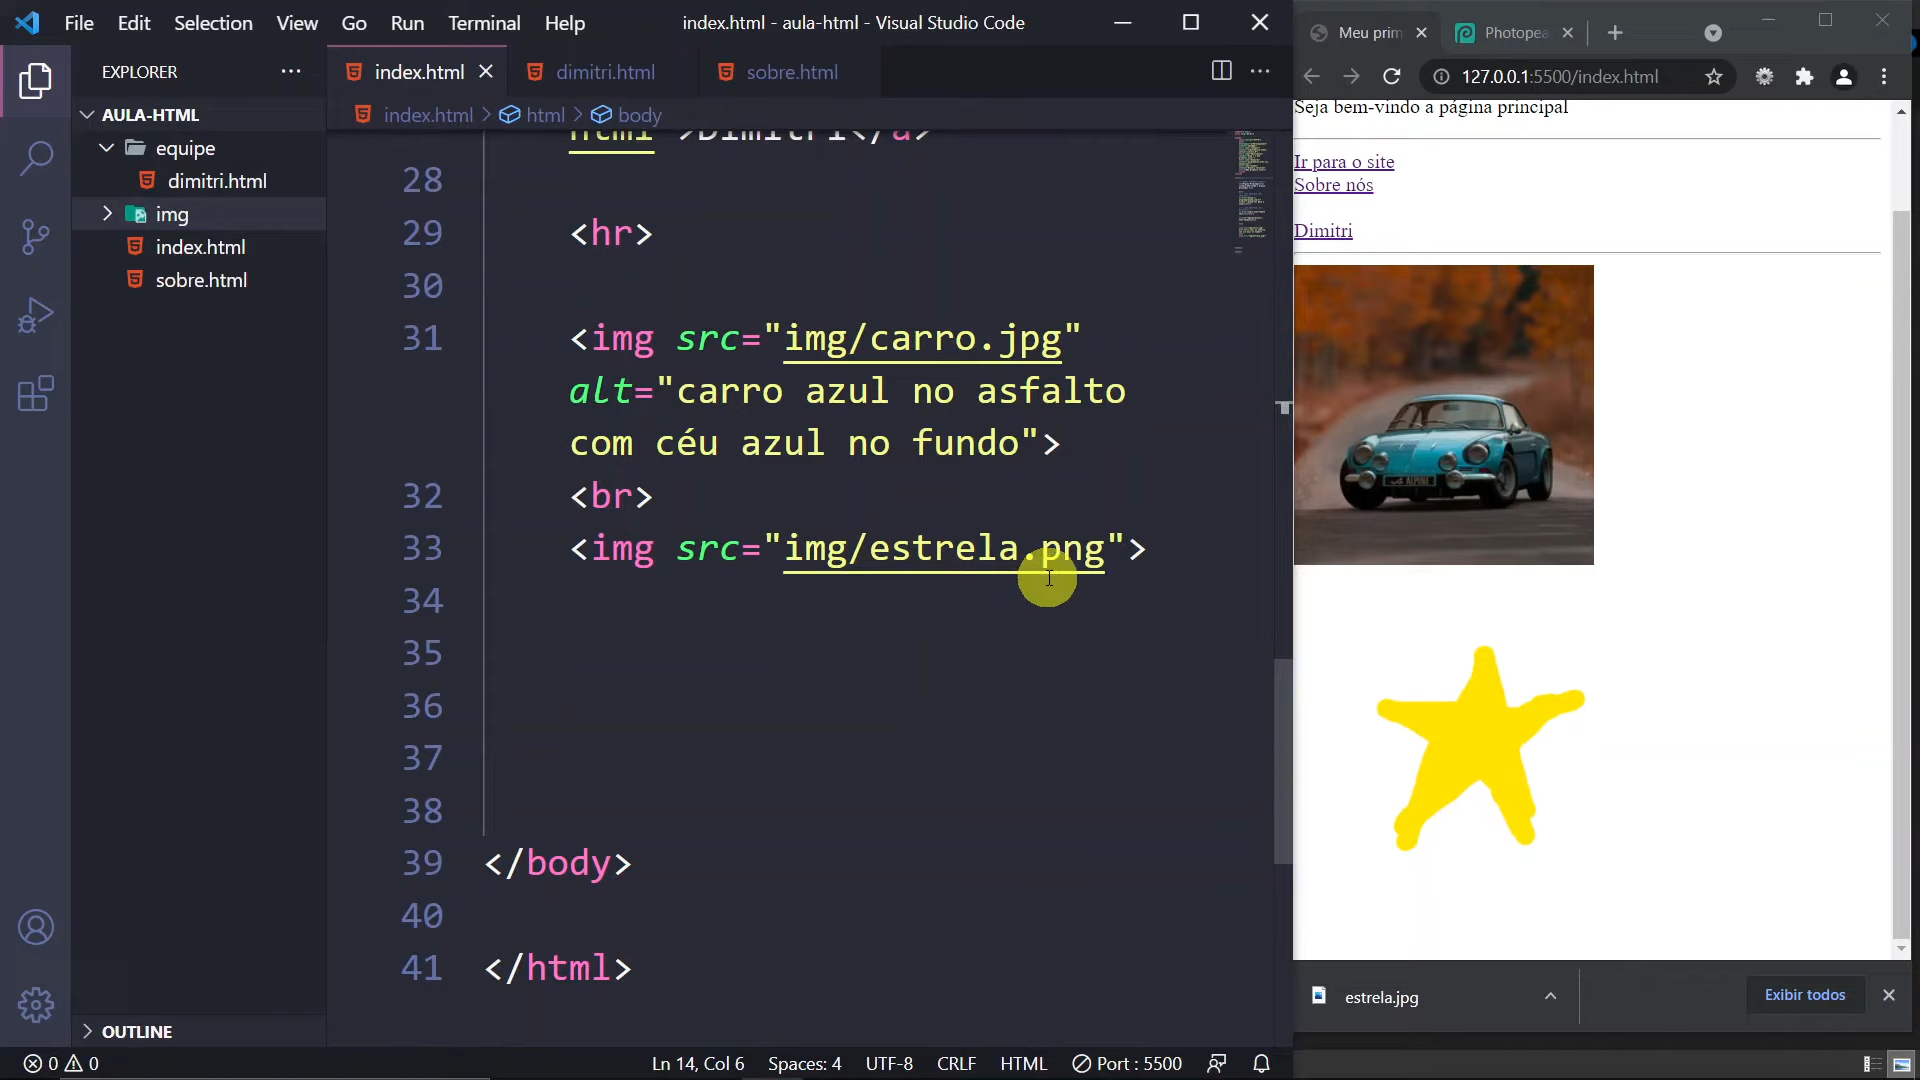 File Edit Selection View Go Run Terminal Help
index.html - aula-html - Visual Studio Code
EXPLORER
AULA-HTML
equipe
dimitri.html
img
index.html
sobre.html
OUTLINE
index.html dimitri.html sobre.html
index.html > html > body
html">Dimitri</a>
28
29 <hr>
30
31 <img src="img/carro.jpg"
alt="carro azul no asfalto
com céu azul no fundo">
32 <br>
33 <img src="img/estrela.png">
34
35
36
37
38
39 </body>
40
41 </html>
0 0 Ln 14, Col 6 Spaces: 4 UTF-8 CRLF HTML Port : 5500
Meu prim Photopea
127.0.0.1:5500/index.html
Seja bem-vindo a página principal
Ir para o site
Sobre nós
Dimitri
ALPINE
estrela.jpg Exibir todos